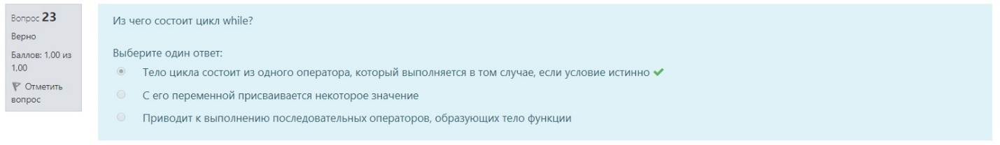 Вопрос 23
Верно
Баллов: 1,00 из
1,00
Отметить
вопрос
Из чего состоит цикл while?
Выберите один ответ:
Тело цикла состоит из одного оператора, который выполняется в том случае, если условие истинно
С его переменной присваивается некоторое значение
Приводит к выполнению последовательных операторов, образующих тело функции